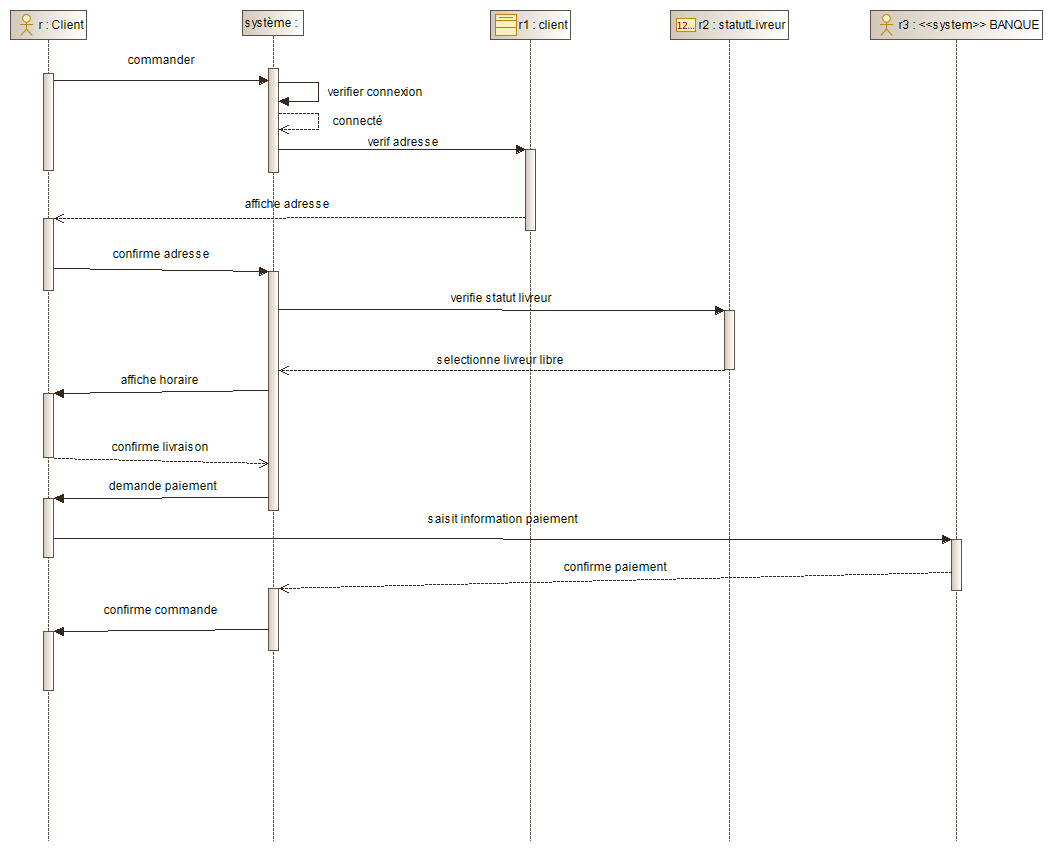 r : Client
système :
r1 : client
12...
r2 : statutLivreur
r3 : <<system>> BANQUE
commander
verifier connexion
connecté
verif adresse
affiche adresse
confirme adresse
verifie statut livreur
selectionne livreur libre
affiche horaire
confirme livraison
demande paiement
saisit information paiement
confirme paiement
confirme commande